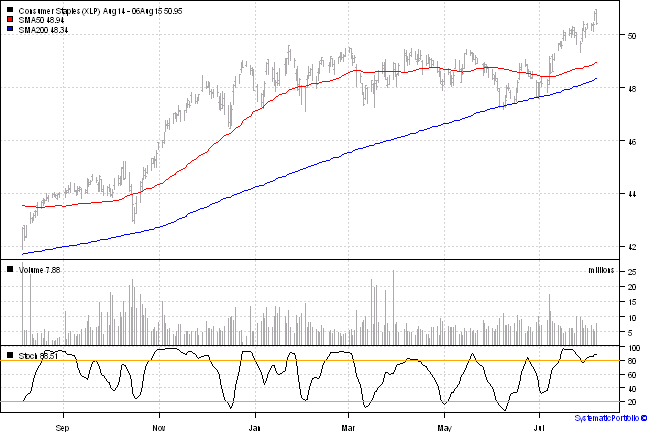 Consumer Staples (XLP) Aug 14 - 06Aug15 50.95
SMA50 48.94
SMA200 48.34
50
48
46
44
42
Volume 7.88
millions
25
20
15
10
5
Stoch 88.51
100
80
60
40
20
Sep Nov Jan Mar May Jul
SystematicPortfolio ©